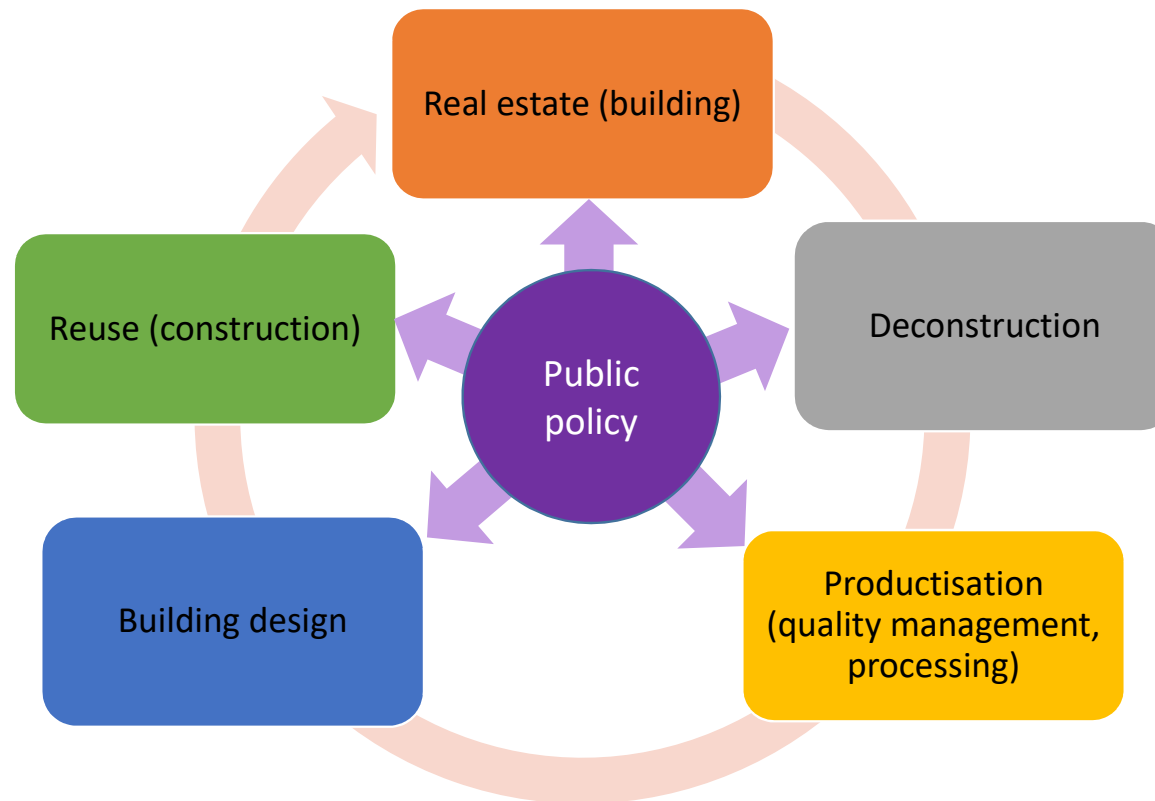 Real estate (building)
Reuse (construction)
Deconstruction
Public
policy
Building design
Productisation
(quality management,
processing)